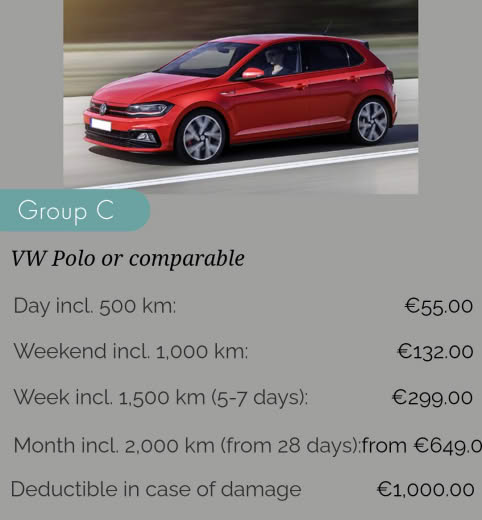 Group C
VW Polo or comparable
Day incl. 500 km: €55.00
Weekend incl. 1,000 km: €132.00
Week incl. 1,500 km (5-7 days): €299.00
Month incl. 2,000 km (from 28 days):from €649.0
Deductible in case of damage €1,000.00